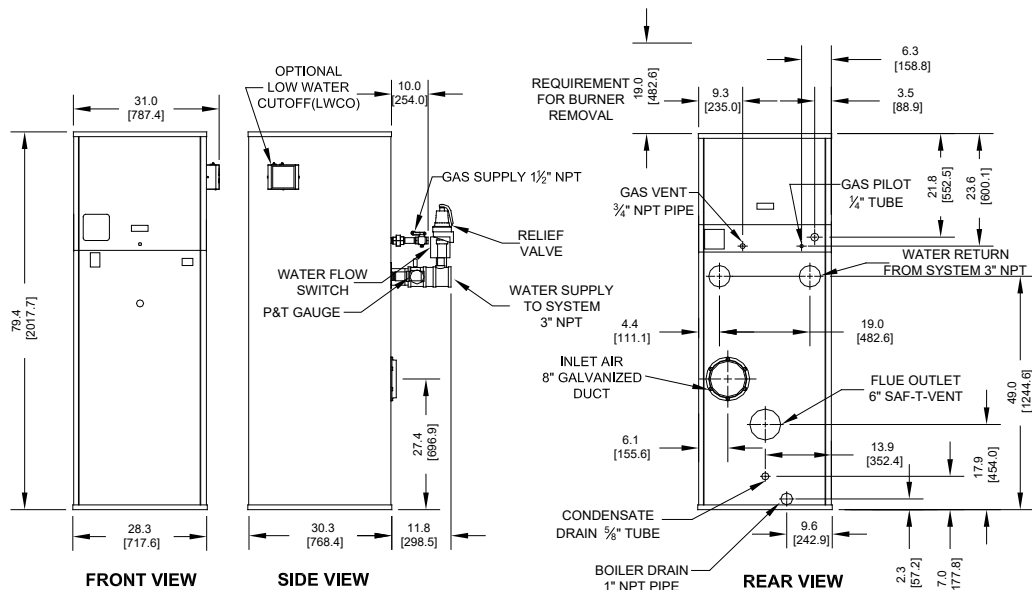 OPTIONAL
LOW WATER
CUTOFF(LWCO)
31.0
[787.4]
79.4
[2017.7]
28.3
[717.6]
FRONT VIEW
10.0
[254.0]
GAS SUPPLY 1½" NPT
RELIEF
VALVE
WATER FLOW
SWITCH
P&T GAUGE
WATER SUPPLY
TO SYSTEM
3" NPT
27.4
[696.9]
30.3
[768.4]
11.8
[298.5]
SIDE VIEW
19.0
[482.6]
REQUIREMENT
FOR BURNER
REMOVAL
9.3
[235.0]
6.3
[158.8]
3.5
[88.9]
21.8
[552.5]
23.6
[600.1]
GAS VENT
¾" NPT PIPE
GAS PILOT
¼" TUBE
WATER RETURN
FROM SYSTEM 3" NPT
4.4
[111.1]
19.0
[482.6]
INLET AIR
8" GALVANIZED
DUCT
FLUE OUTLET
6" SAF-T-VENT
49.0
[1244.6]
6.1
[155.6]
13.9
[352.4]
17.9
[454.0]
CONDENSATE
DRAIN ⅝" TUBE
9.6
[242.9]
BOILER DRAIN
1" NPT PIPE
2.3
[57.2]
7.0
[177.8]
REAR VIEW